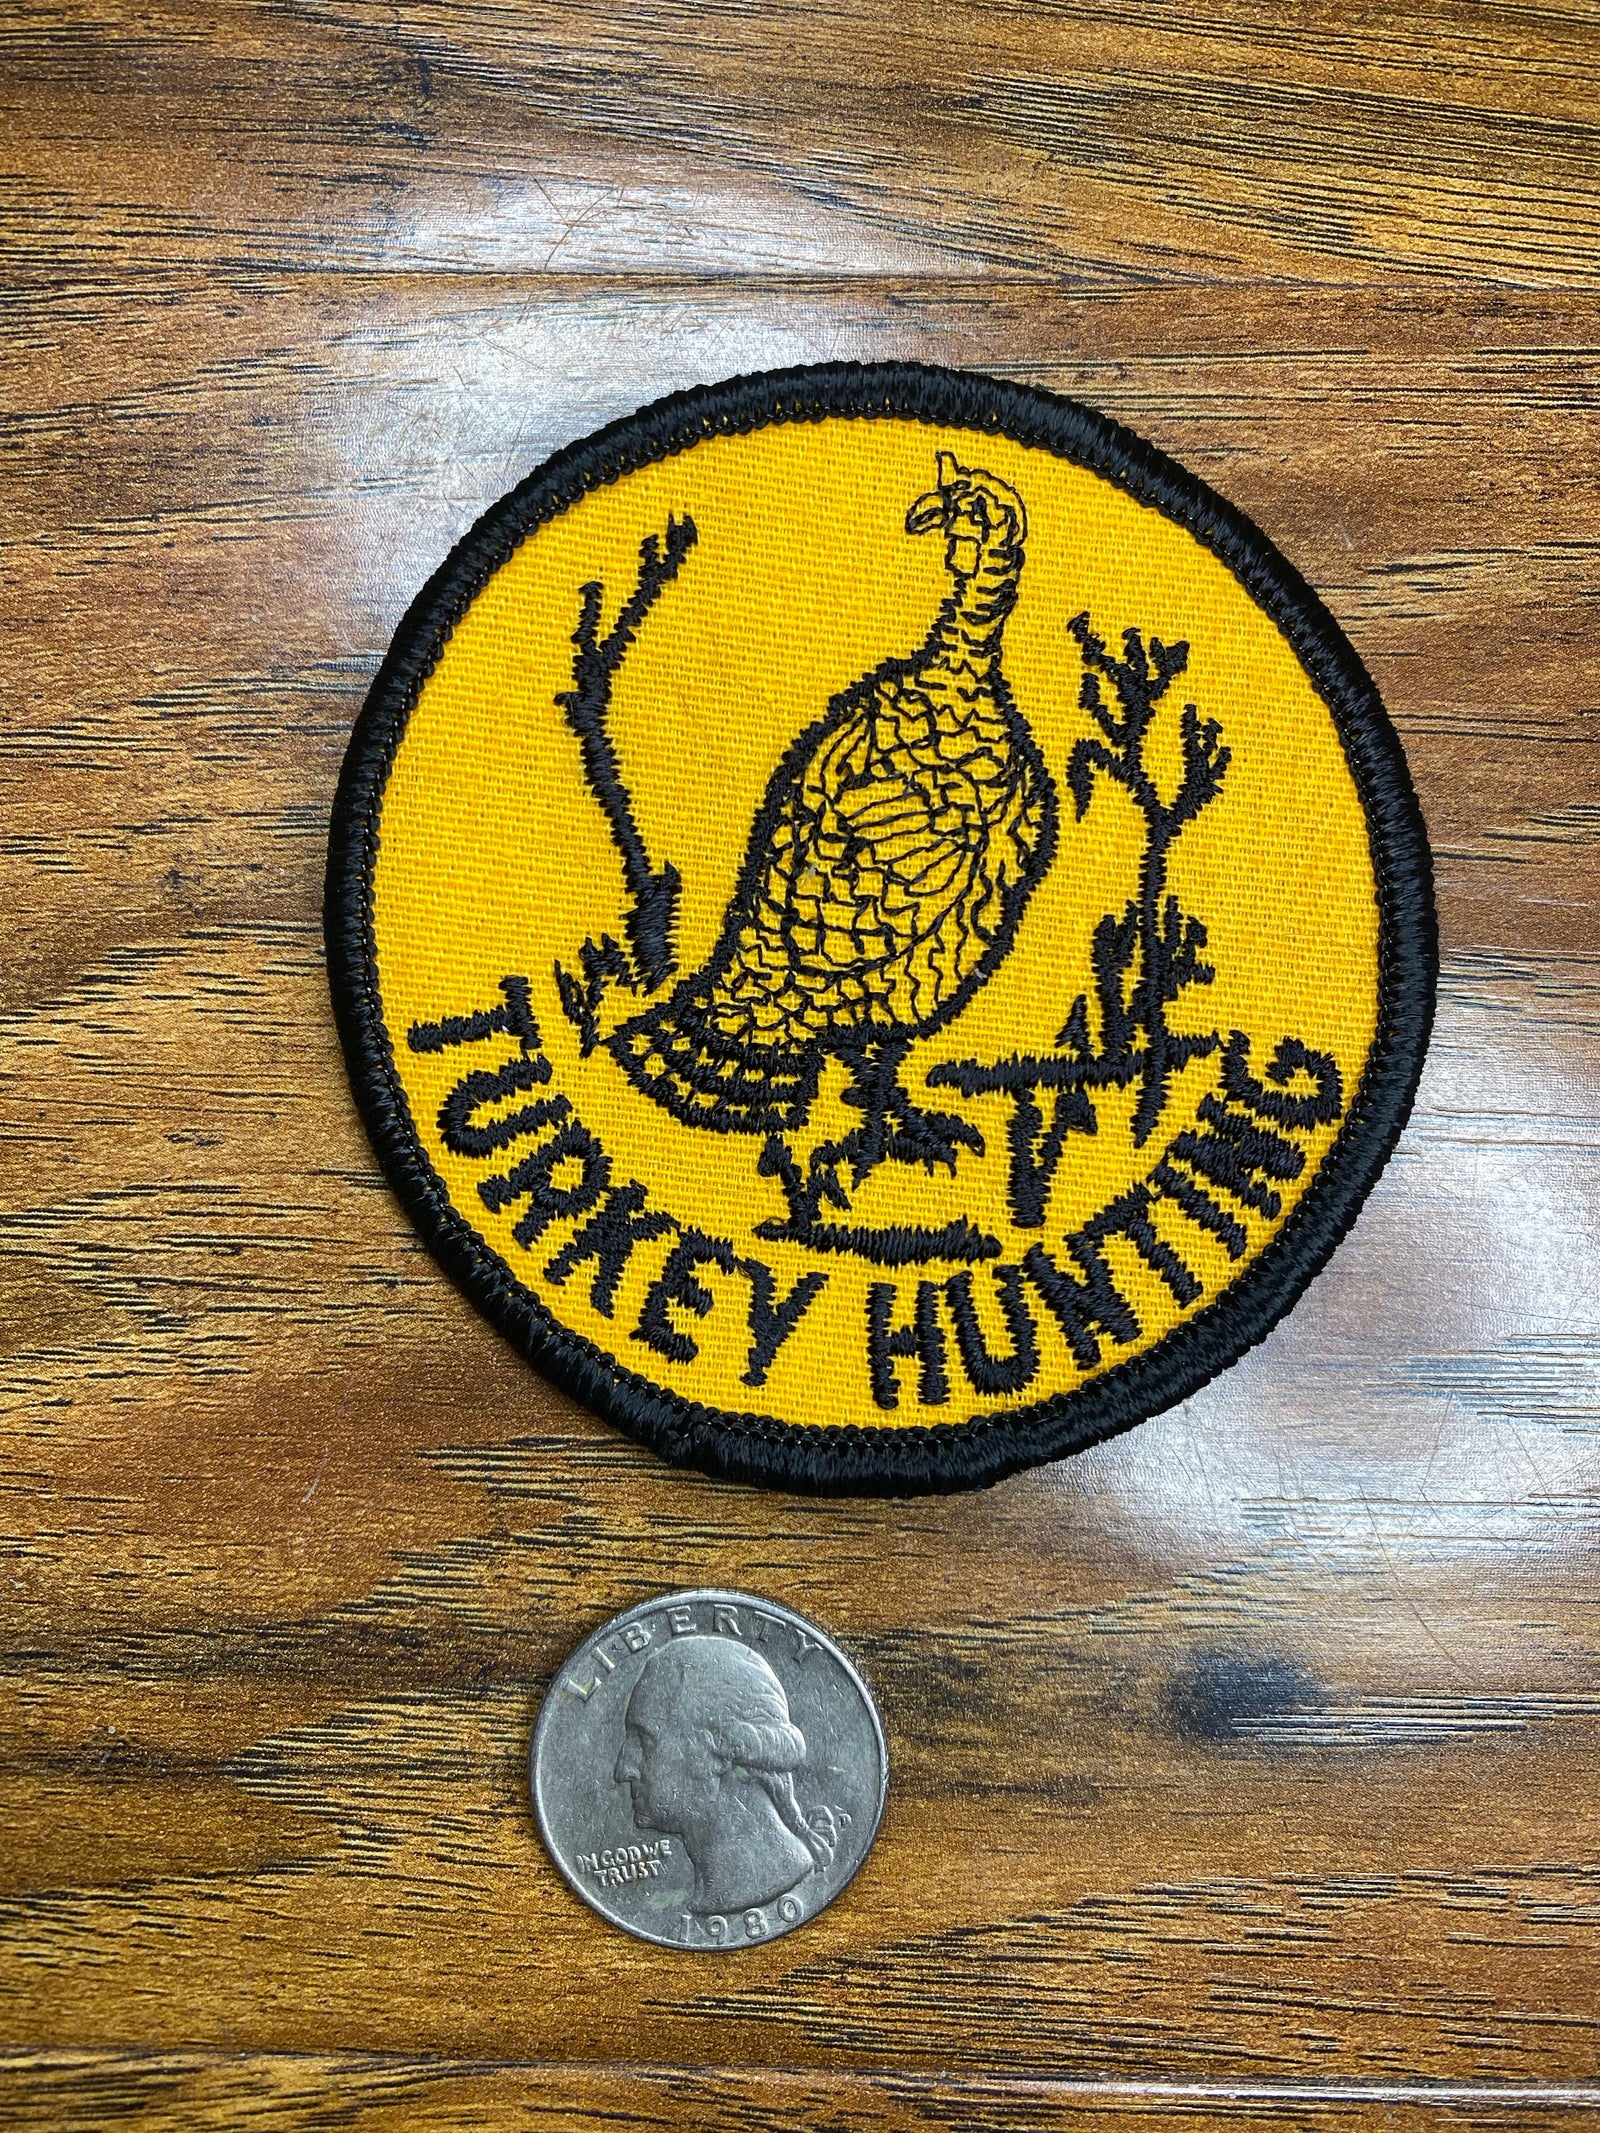 TURKEY HUNTING
LIBERTY
IN GOD WE
TRUST
D
1980